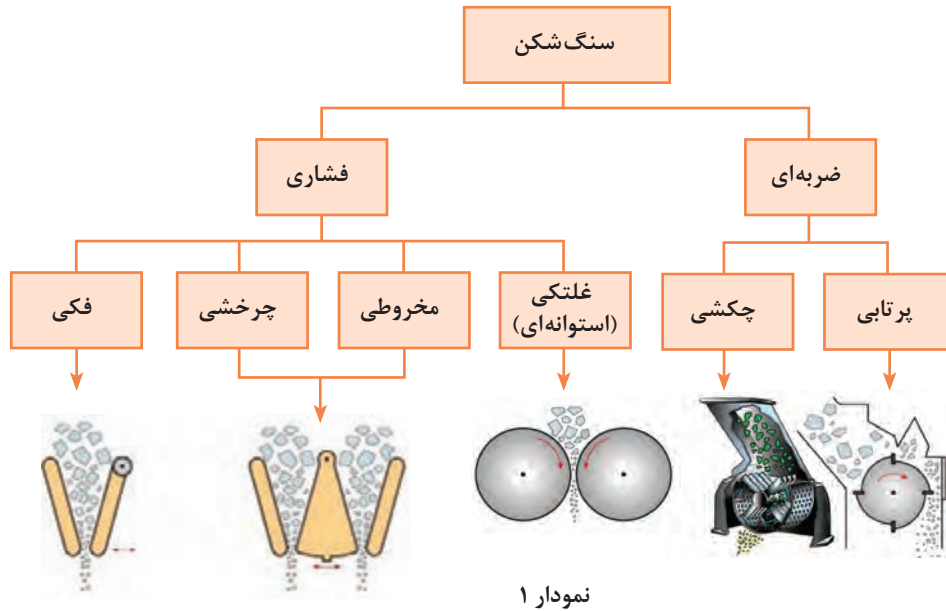 سنگ‌شکن
ضربه‌ای
فشاری
پرتابی
چکشی
غلتکی
(استوانه‌ای)
مخروطی
چرخشی
فکی
نمودار ۱